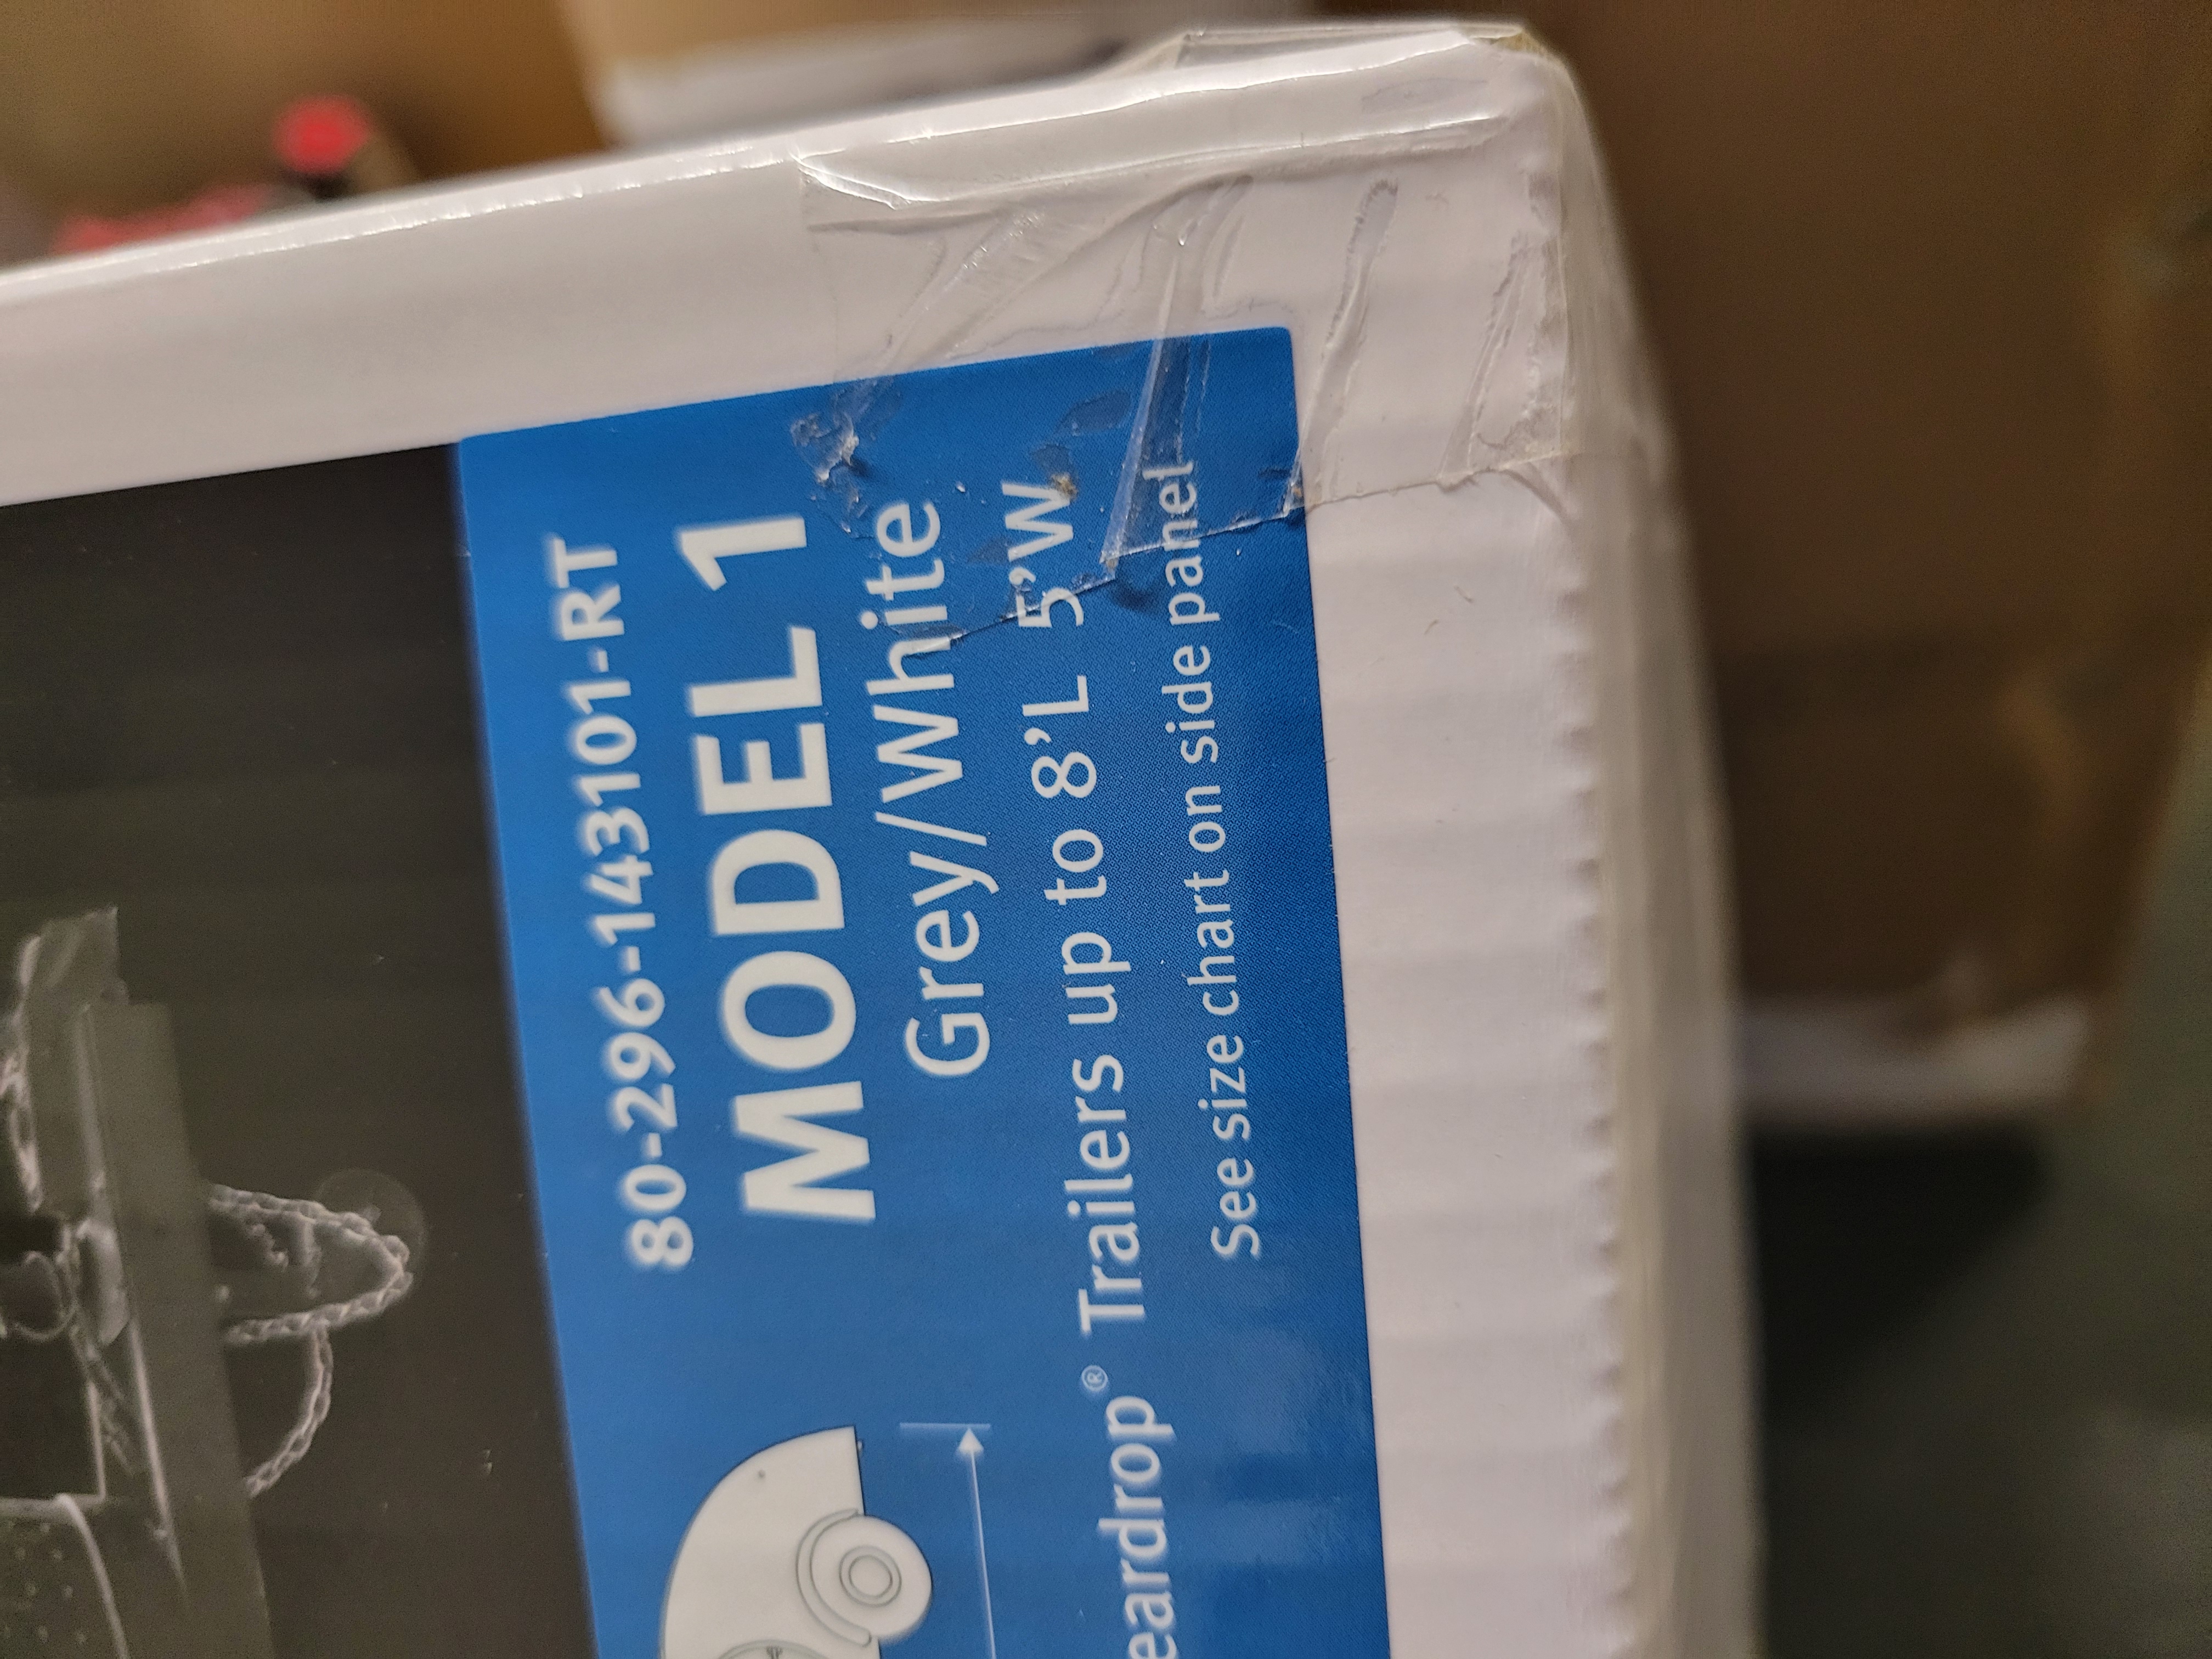 80-296-143101-RT
MODEL 1
Grey/White
eardrop® Trailers up to 8’L 5’W
See size chart on side panel